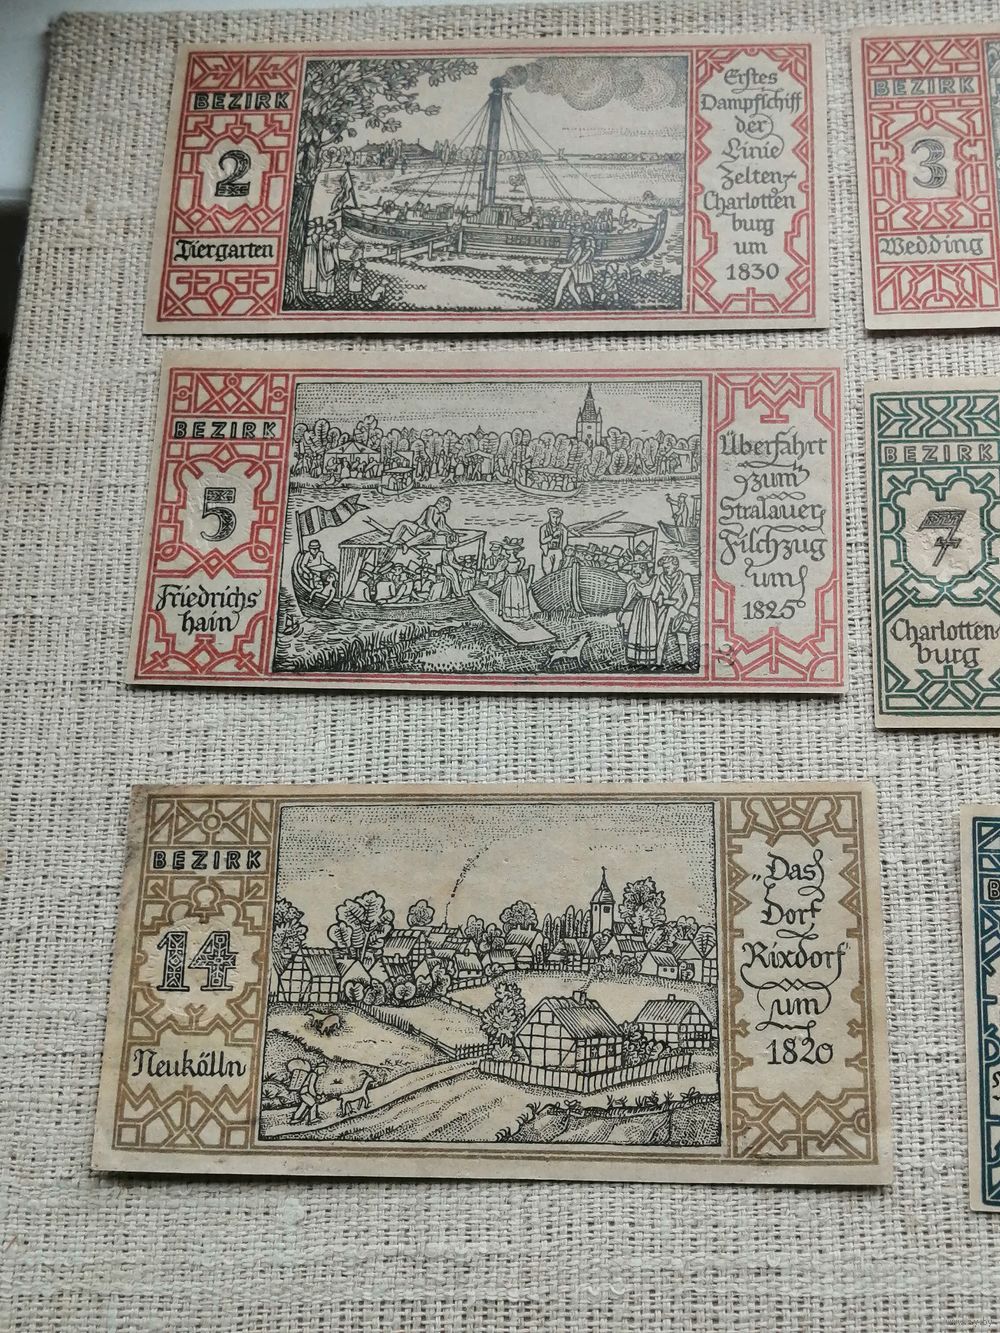 BEZIRK
2
Tiergarten
Erstes
Dampfschiff
der
Linie
Zelten-
Charlotten
burg
um
1830
BEZIRK
3
Wedding
BEZIRK
5
Friedrichs
hain
Überfahrt
zum
Stralauer
Fischzug
um
1825
BEZIRK
7
Charlotten
burg
BEZIRK
14
Neukölln
„Das
Dorf
Rixdorf"
um
1820
B